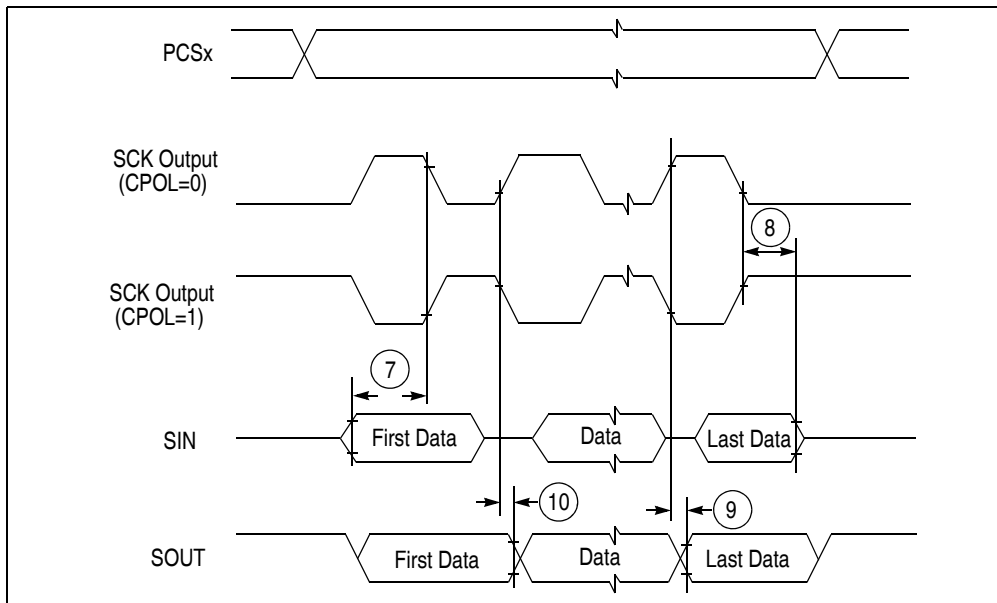 PCSx
SCK Output
(CPOL=0)
8
SCK Output
(CPOL=1)
7
SIN
First Data
Data
Last Data
10
9
SOUT
First Data
Data
Last Data